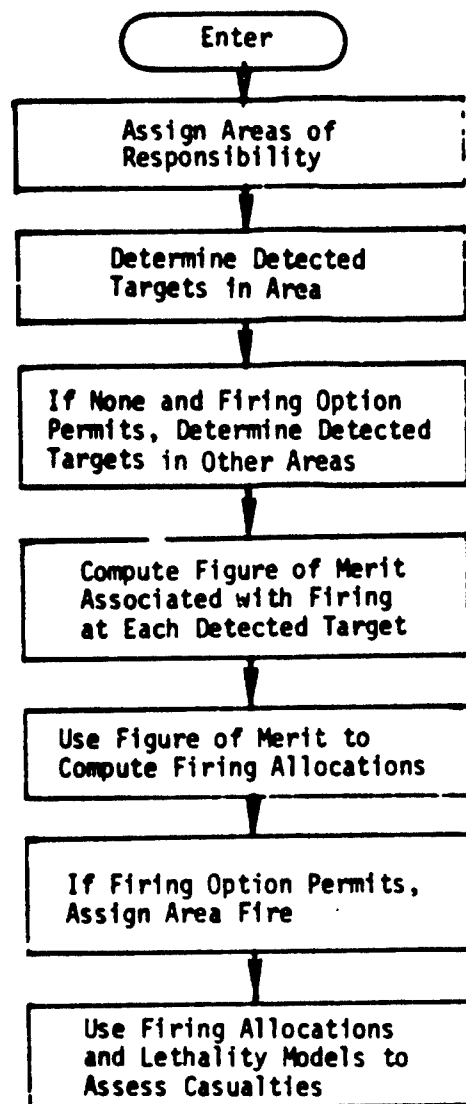 Enter
Assign Areas of
Responsibility
Determine Detected
Targets in Area
If None and Firing Option
Permits, Determine Detected
Targets in Other Areas
Compute Figure of Merit
Associated with Firing
at Each Detected Target
Use Figure of Merit to
Compute Firing Allocations
If Firing Option Permits,
Assign Area Fire
Use Firing Allocations
and Lethality Models to
Assess Casualties